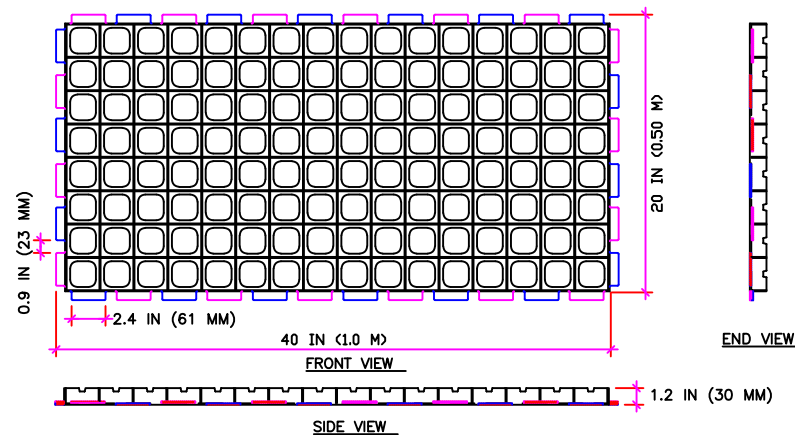 20 IN (0.50 M)
0.9 IN (23 MM)
2.4 IN (61 MM)
40 IN (1.0 M)
FRONT VIEW
END VIEW
1.2 IN (30 MM)
SIDE VIEW